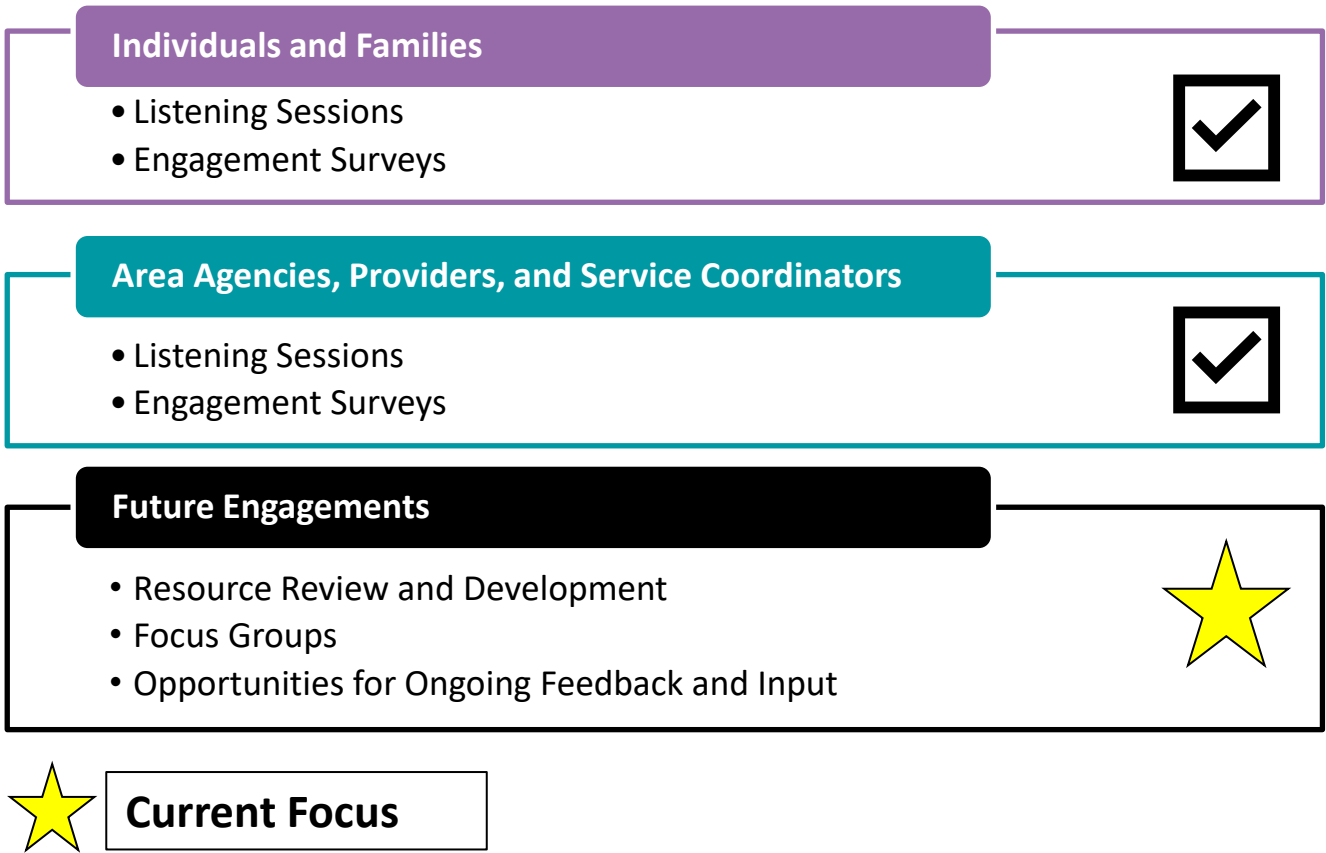 Individuals and Families
• Listening Sessions
• Engagement Surveys
Area Agencies, Providers, and Service Coordinators
• Listening Sessions
• Engagement Surveys
Future Engagements
• Resource Review and Development
• Focus Groups
• Opportunities for Ongoing Feedback and Input
Current Focus